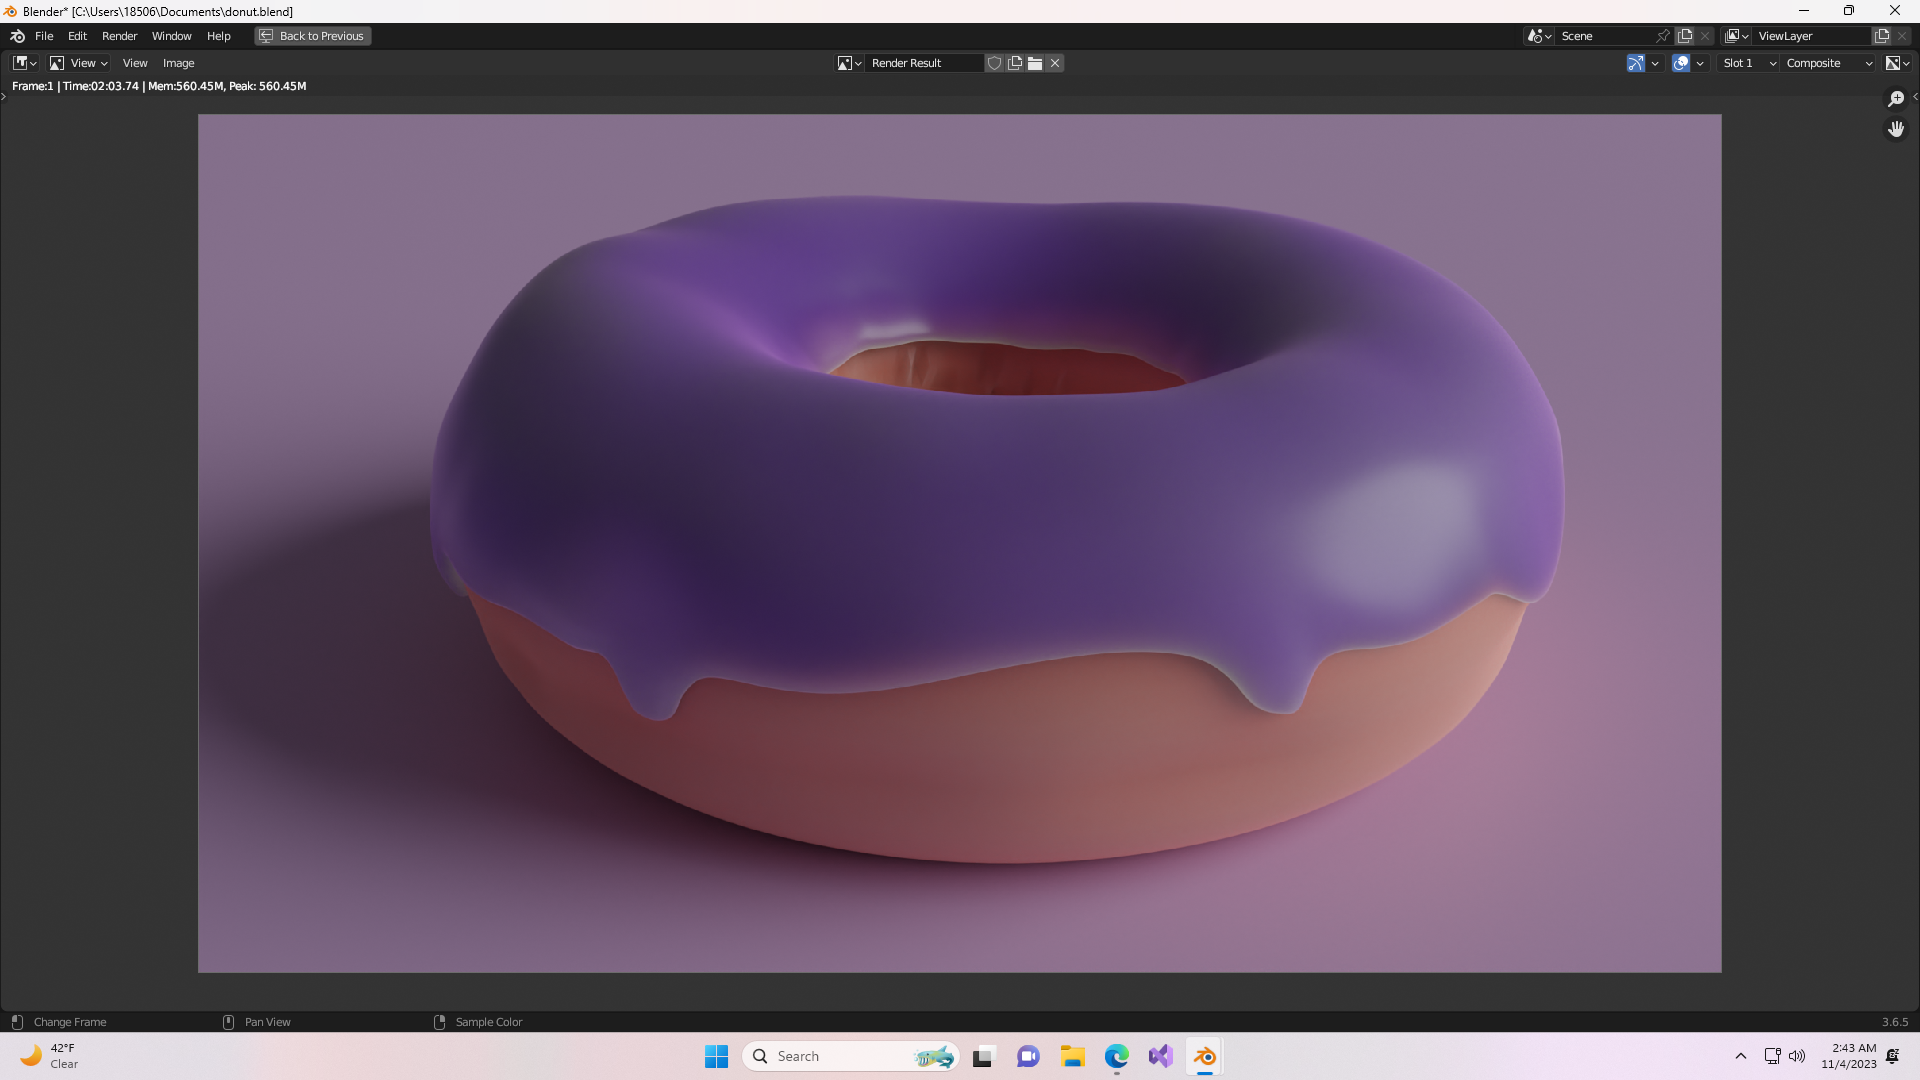 Blender* [C:\Users\18506\Documents\donut.blend]
File Edit Render Window Help Back to Previous Scene ViewLayer
View View Image Render Result Slot 1 Composite
Frame:1 | Time:02:03.74 | Mem:560.45M, Peak: 560.45M
Change Frame Pan View Sample Color 3.6.5
42°F
Clear
Search
2:43 AM
11/4/2023